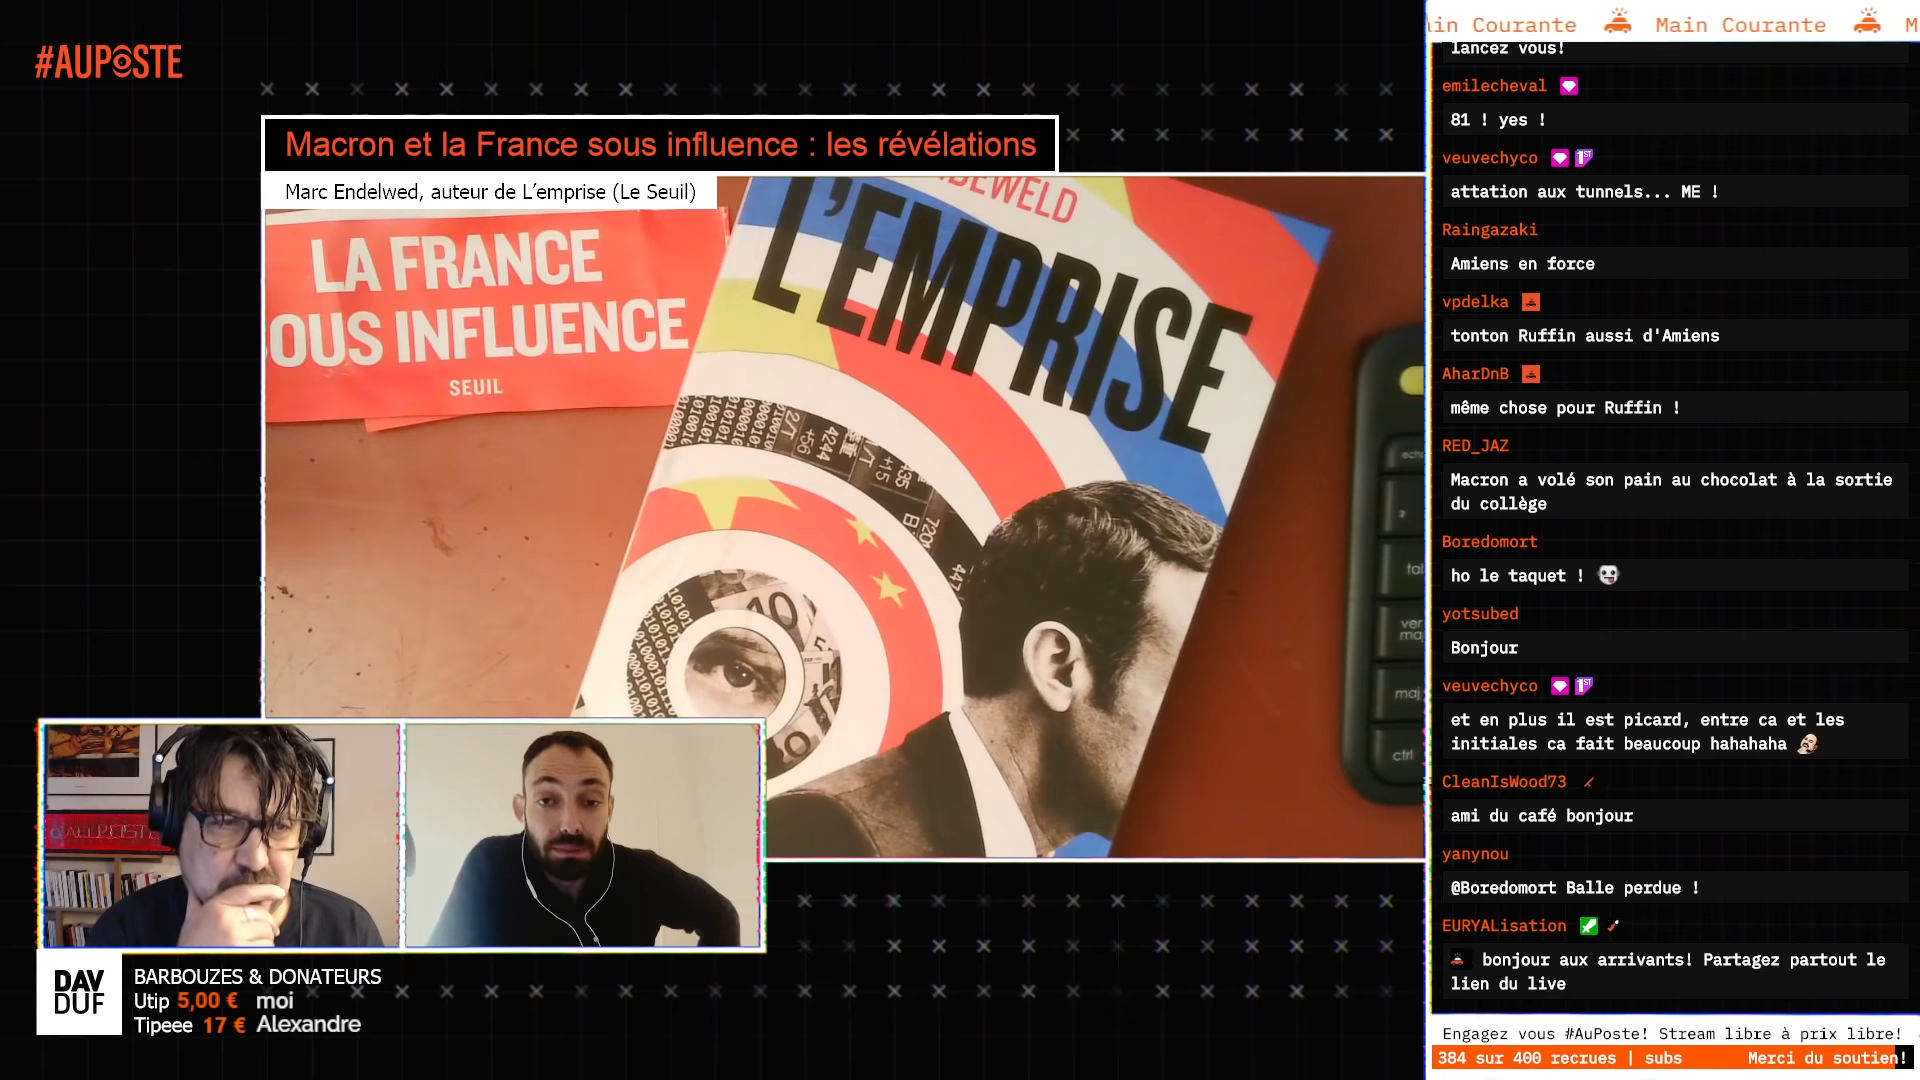 #AUPOSTE
Macron et la France sous influence : les révélations
Marc Endelwed, auteur de L’emprise (Le Seuil)
LA FRANCE
OUS INFLUENCE
SEUIL
DEWELD
L'EMPRISE
ctrl
DAV
DUF
BARBOUZES & DONATEURS
Utip 5,00 € moi
Tipeee 17 € Alexandre
in Courante Main Courante M
lancez vous!
emilecheval
81 ! yes !
veuvechyco 1ST
attation aux tunnels... ME !
Raingazaki
Amiens en force
vpdelka
tonton Ruffin aussi d'Amiens
AharDnB
même chose pour Ruffin !
RED_JAZ
Macron a volé son pain au chocolat à la sortie
du collège
Boredomort
ho le taquet !
yotsubed
Bonjour
veuvechyco 1ST
et en plus il est picard, entre ca et les
initiales ca fait beaucoup hahahaha
CleanIsWood73
ami du café bonjour
yanynou
@Boredomort Balle perdue !
EURYALisation
bonjour aux arrivants! Partagez partout le
lien du live
Engagez vous #AuPoste! Stream libre à prix libre!
384 sur 400 recrues | subs Merci du soutien!